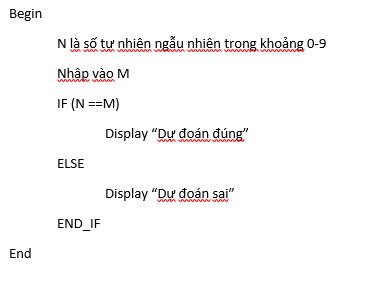 Begin
N là số tự nhiên ngẫu nhiên trong khoảng 0-9
Nhập vào M
IF (N ==M)
Display “Dự đoán đúng”
ELSE
Display “Dự đoán sai”
END_IF
End